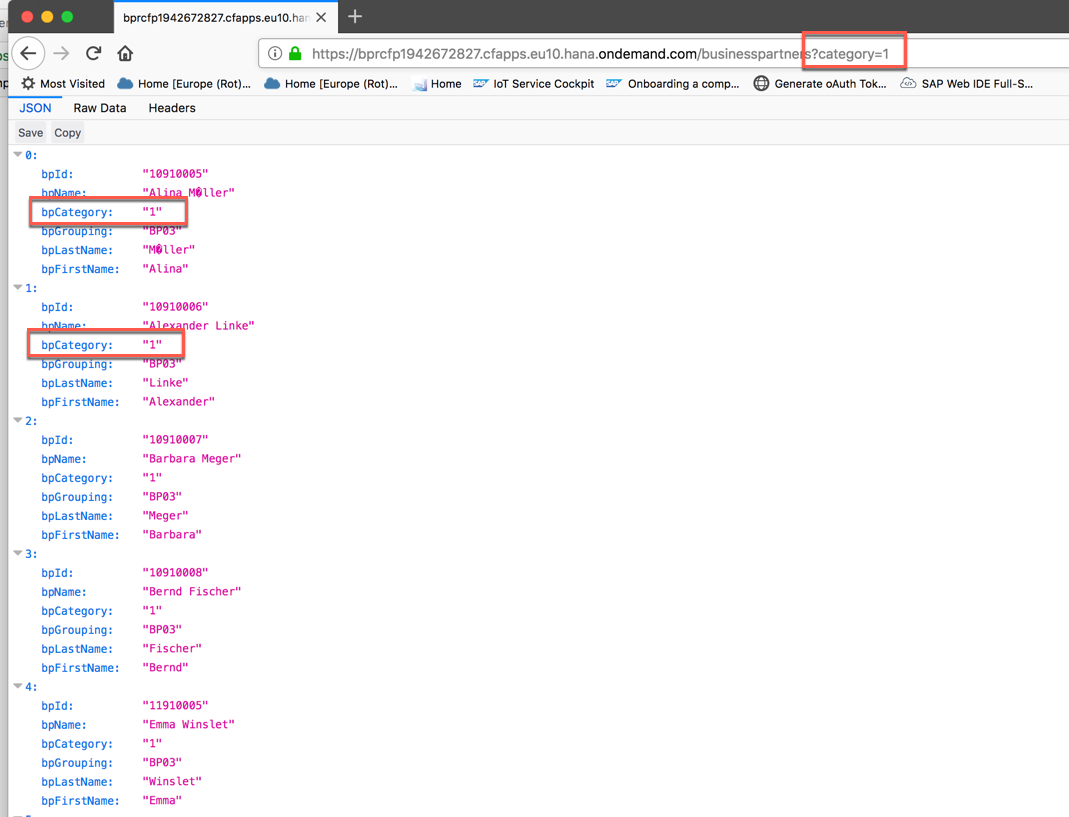 bprcfp1942672827.cfapps.eu10.han
https://bprcfp1942672827.cfapps.eu10.hana.ondemand.com/businesspartners?category=1
Most Visited Home [Europe (Rot)... Home [Europe (Rot)... Home IoT Service Cockpit Onboarding a comp... Generate oAuth Tok... SAP Web IDE Full-S...
JSON Raw Data Headers
Save Copy
0:
bpId: "10910005"
bpName: "Alina M�ller"
bpCategory: "1"
bpGrouping: "BP03"
bpLastName: "M�ller"
bpFirstName: "Alina"
1:
bpId: "10910006"
bpName: "Alexander Linke"
bpCategory: "1"
bpGrouping: "BP03"
bpLastName: "Linke"
bpFirstName: "Alexander"
2:
bpId: "10910007"
bpName: "Barbara Meger"
bpCategory: "1"
bpGrouping: "BP03"
bpLastName: "Meger"
bpFirstName: "Barbara"
3:
bpId: "10910008"
bpName: "Bernd Fischer"
bpCategory: "1"
bpGrouping: "BP03"
bpLastName: "Fischer"
bpFirstName: "Bernd"
4:
bpId: "11910005"
bpName: "Emma Winslet"
bpCategory: "1"
bpGrouping: "BP03"
bpLastName: "Winslet"
bpFirstName: "Emma"